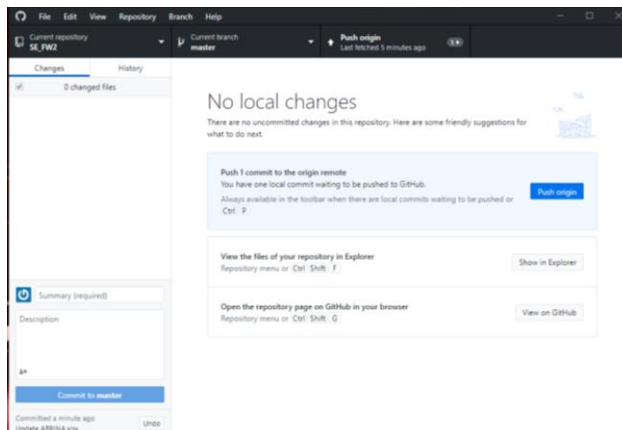 File Edit View Repository Branch Help
Current repository
SE_FW2
Current branch
master
Push origin
Last fetched 5 minutes ago
1
Changes History
0 changed files
No local changes
There are no uncommitted changes in this repository. Here are some friendly suggestions for
what to do next.
Push 1 commit to the origin remote
You have one local commit waiting to be pushed to GitHub.
Always available in the toolbar when there are local commits waiting to be pushed or
Ctrl P
Push origin
View the files of your repository in Explorer
Repository menu or Ctrl Shift F
Show in Explorer
Open the repository page on GitHub in your browser
Repository menu or Ctrl Shift G
View on GitHub
Summary (required)
Description
Commit to master
Committed a minute ago
Update
Undo